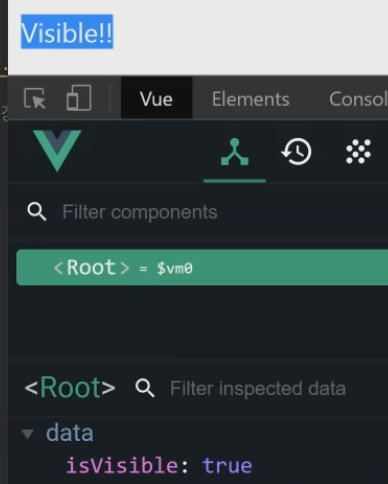 Visible!!
Vue Elements Consol
Filter components
<Root> = $vm0
<Root> Filter inspected data
data
isVisible: true